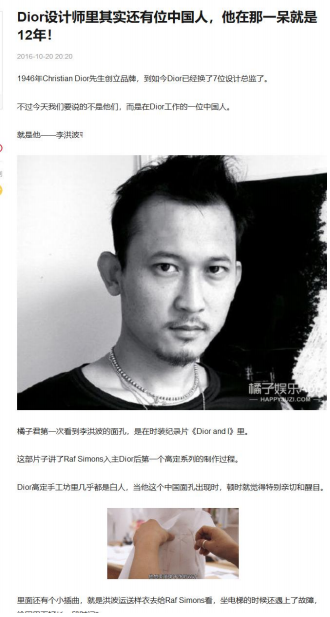 Dior设计师里其实还有位中国人，他在那一呆就是
12年！
2016-10-20 20:20
1946年Christian Dior先生创立品牌，到如今Dior已经换了7位设计总监了。
不过今天我们要说的不是他们，而是在Dior工作的一位中国人。
就是他——李洪波
橘子娱乐
HAPPYJUZI.COM
橘子君第一次看到李洪波的面孔，是在时装纪录片《Dior and I》里。
这部片子讲了Raf Simons入主Dior后第一个高定系列的制作过程。
Dior高定手工坊里几乎都是白人，当他这个中国面孔出现时，顿时就觉得特别亲切和醒目。
里面还有个小插曲，就是洪波运送样衣去给Raf Simons看，坐电梯的时候还遇上了故障，